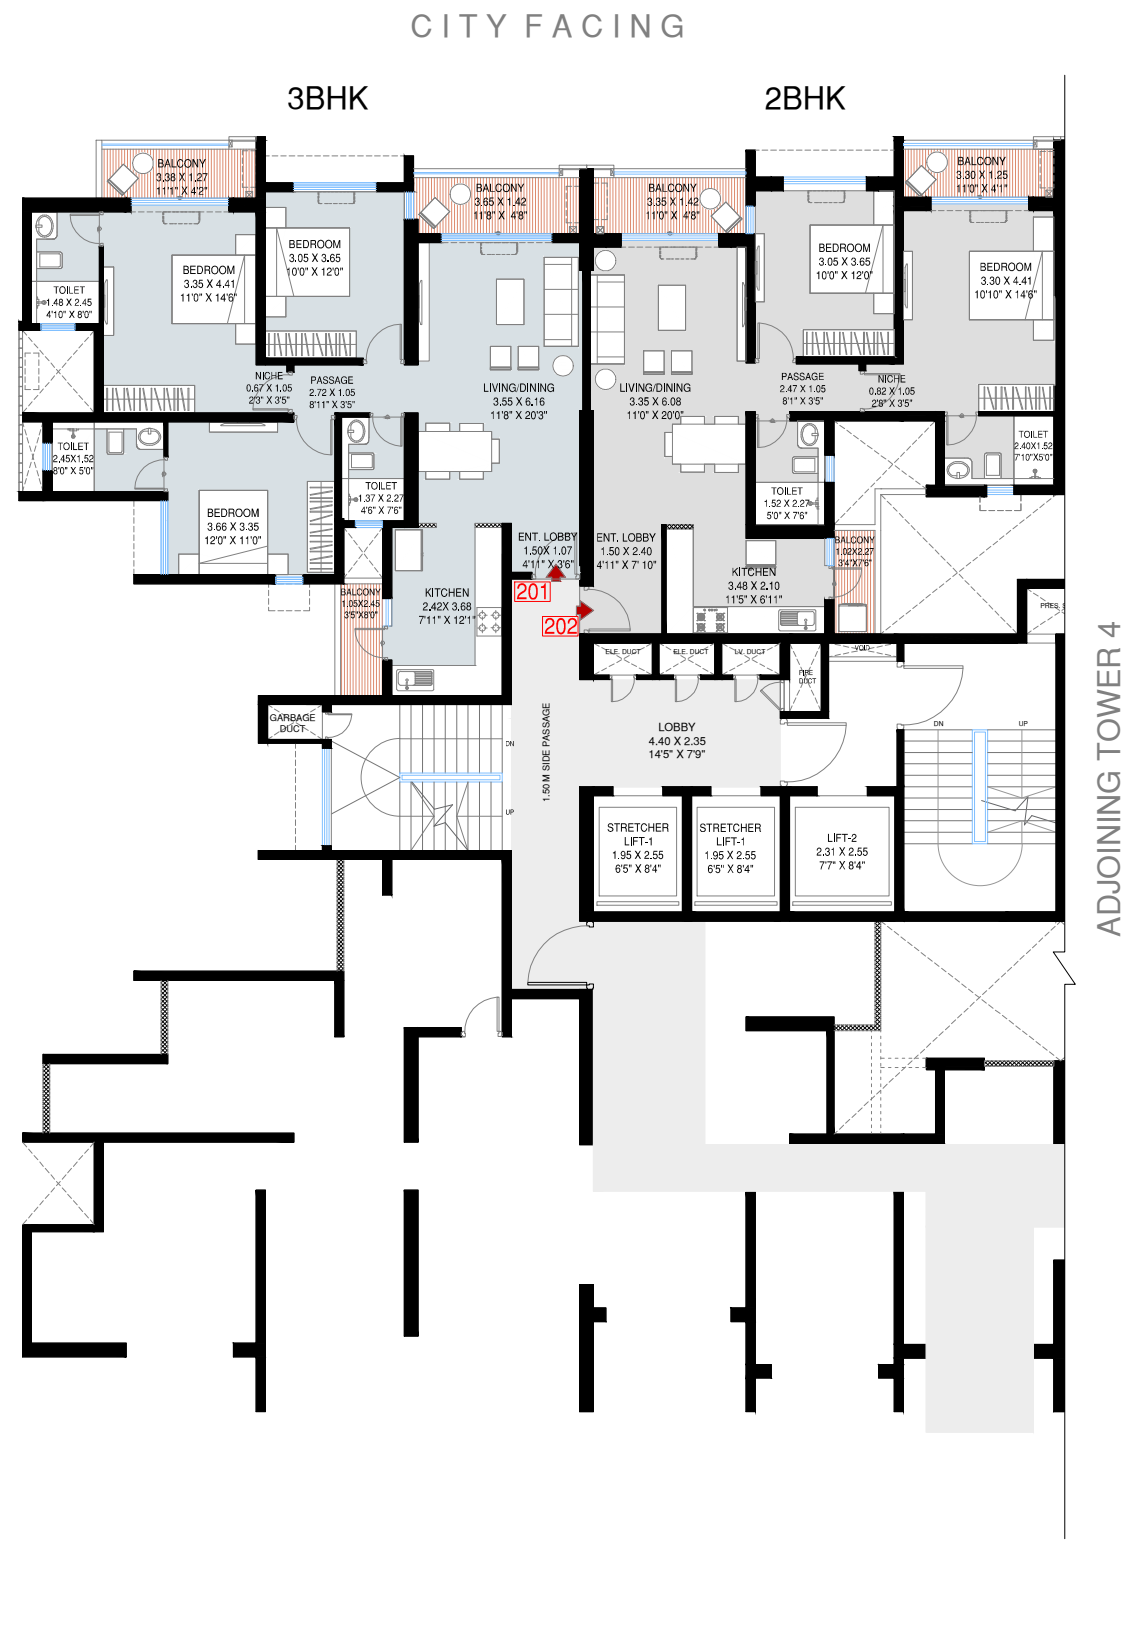 CITY FACING
3BHK
2BHK
BALCONY
3.38 X 1.27
11'1" X 4'2"
BALCONY
3.65 X 1.42
11'8" X 4'8"
BALCONY
3.35 X 1.42
11'0" X 4'8"
BALCONY
3.30 X 1.25
11'0" X 4'1"
BEDROOM
3.05 X 3.65
10'0" X 12'0"
BEDROOM
3.35 X 4.41
11'0" X 14'6"
BEDROOM
3.05 X 3.65
10'0" X 12'0"
BEDROOM
3.30 X 4.41
10'10" X 14'6"
TOILET
1.48 X 2.45
4'10" X 8'0"
NICHE
0.67 X 1.05
2'3" X 3'5"
PASSAGE
2.72 X 1.05
8'11" X 3'5"
LIVING/DINING
3.55 X 6.16
11'8" X 20'3"
LIVING/DINING
3.35 X 6.08
11'0" X 20'0"
PASSAGE
2.47 X 1.05
8'1" X 3'5"
NICHE
0.82 X 1.05
2'8" X 3'5"
TOILET
2.45X1.52
8'0" X 5'0"
TOILET
2.40X1.52
7'10"X5'0"
TOILET
1.37 X 2.27
4'6" X 7'6"
TOILET
1.52 X 2.27
5'0" X 7'6"
BEDROOM
3.66 X 3.35
12'0" X 11'0"
ENT. LOBBY
1.50X 1.07
4'11" X 3'6"
ENT. LOBBY
1.50 X 2.40
4'11" X 7' 10"
BALCONY
1.02X2.27
3'4"X7'6"
KITCHEN
3.48 X 2.10
11'5" X 6'11"
BALCONY
1.05X2.45
3'5"X8'0"
KITCHEN
2.42X 3.68
7'11" X 12'1"
201
202
PRES.
ELE. DUCT
ELE. DUCT
LV. DUCT
VOID
FIRE
DUCT
GARBAGE
DUCT
DN
UP
1.50 M SIDE PASSAGE
LOBBY
4.40 X 2.35
14'5" X 7'9"
DN
UP
STRETCHER
LIFT-1
1.95 X 2.55
6'5" X 8'4"
STRETCHER
LIFT-1
1.95 X 2.55
6'5" X 8'4"
LIFT-2
2.31 X 2.55
7'7" X 8'4"
ADJOINING TOWER 4